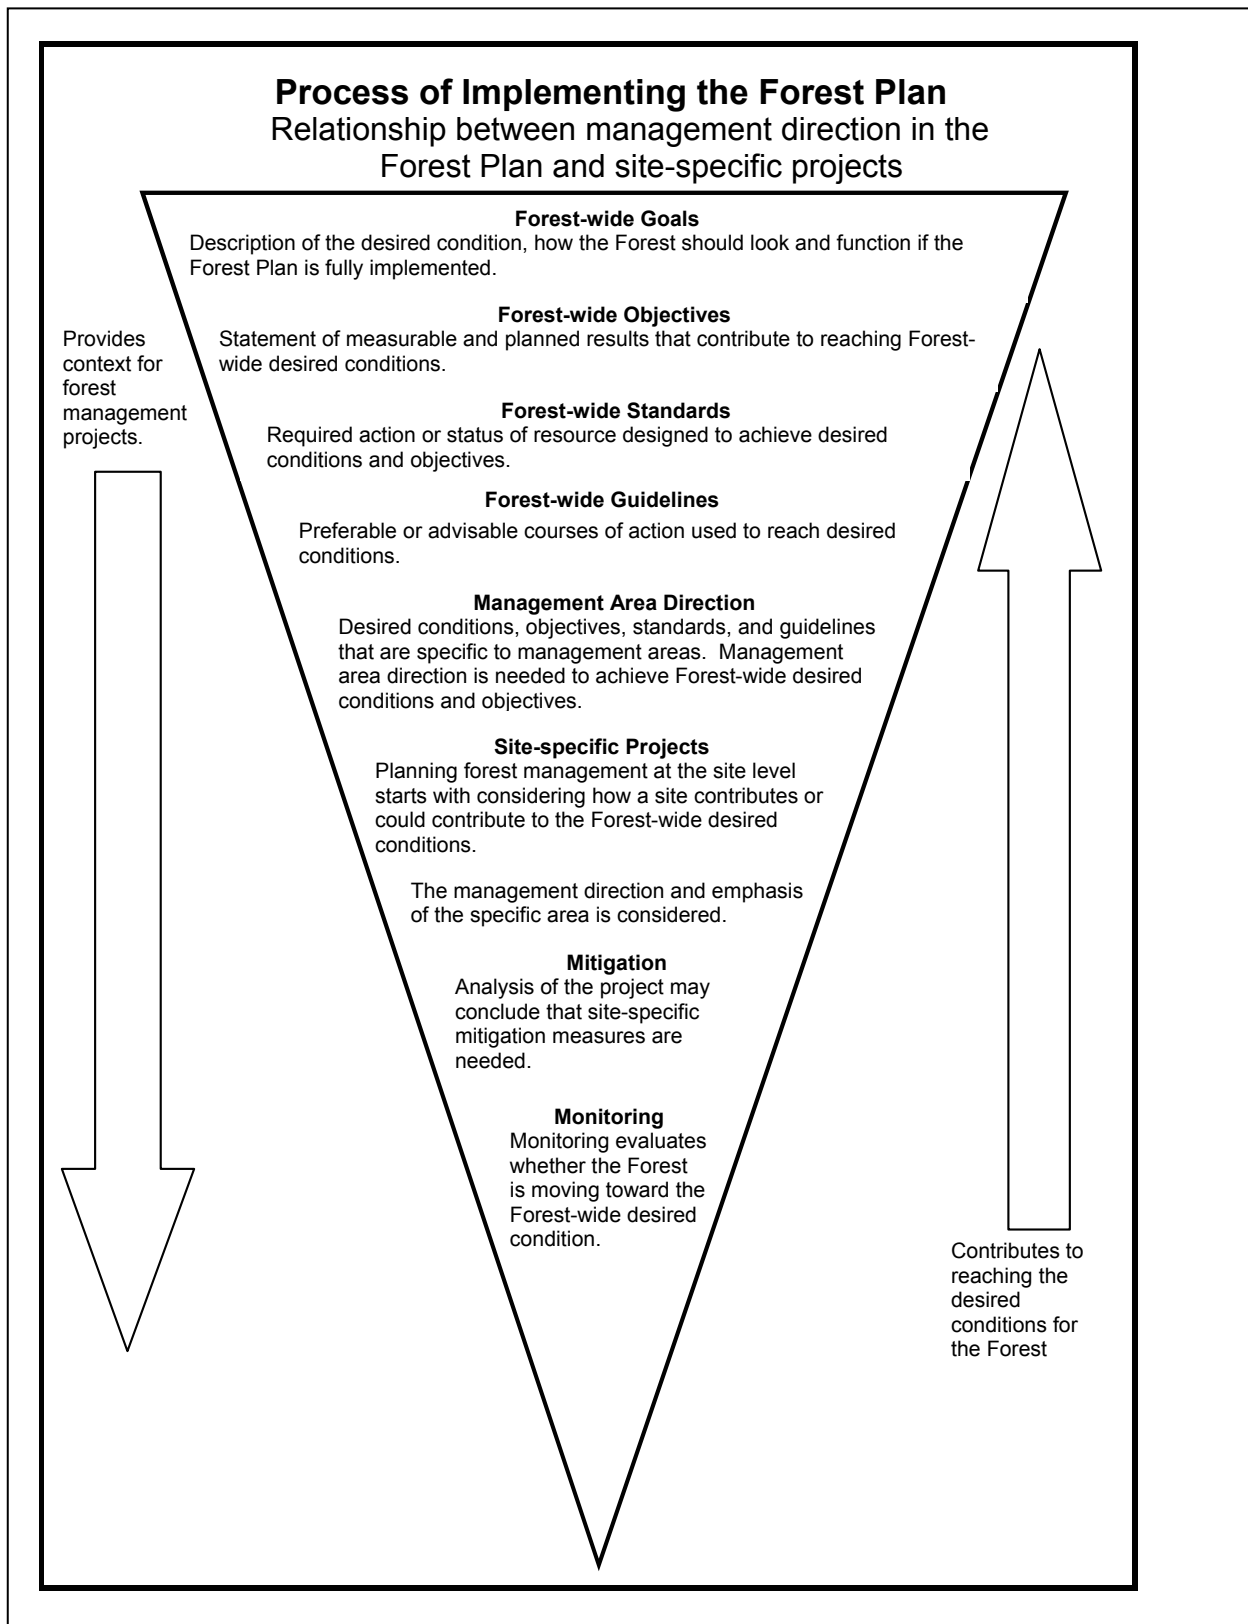 Process of Implementing the Forest Plan
Relationship between management direction in the
Forest Plan and site-specific projects
Forest-wide Goals
Description of the desired condition, how the Forest should look and function if the
Forest Plan is fully implemented.
Forest-wide Objectives
Statement of measurable and planned results that contribute to reaching Forest-
wide desired conditions.
Provides
context for
forest
management
projects.
Forest-wide Standards
Required action or status of resource designed to achieve desired
conditions and objectives.
Forest-wide Guidelines
Preferable or advisable courses of action used to reach desired
conditions.
Management Area Direction
Desired conditions, objectives, standards, and guidelines
that are specific to management areas.  Management
area direction is needed to achieve Forest-wide desired
conditions and objectives.
Site-specific Projects
Planning forest management at the site level
starts with considering how a site contributes or
could contribute to the Forest-wide desired
conditions.
The management direction and emphasis
of the specific area is considered.
Mitigation
Analysis of the project may
conclude that site-specific
mitigation measures are
needed.
Monitoring
Monitoring evaluates
whether the Forest
is moving toward the
Forest-wide desired
condition.
Contributes to
reaching the
desired
conditions for
the Forest